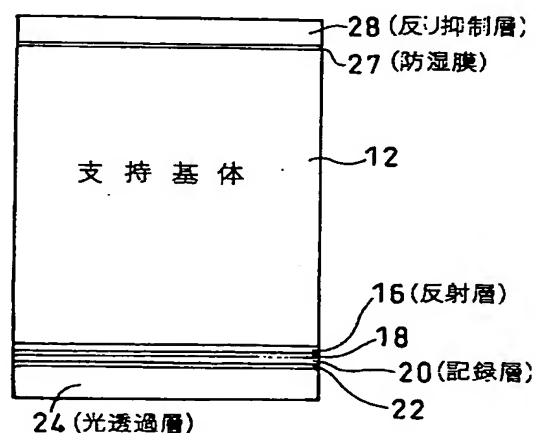 28(反り抑制層)
27(防湿膜)
支持基体
12
16(反射層)
18
20(記録層)
22
24(光透過層)